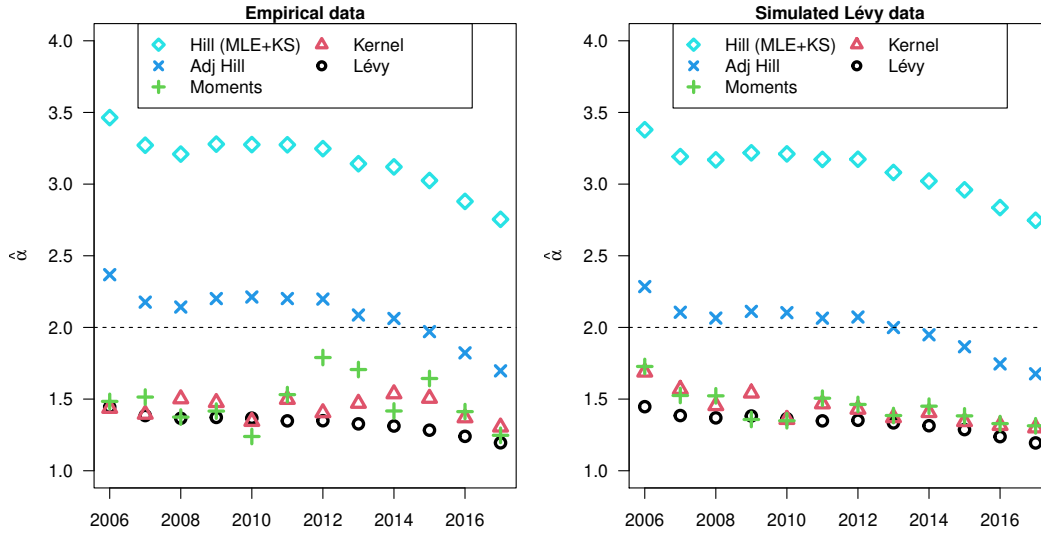 Empirical data
Hill (MLE+KS)
Adj Hill
Moments
Kernel
Lévy
α̂
4.0
3.5
3.0
2.5
2.0
1.5
1.0
2006 2008 2010 2012 2014 2016
Simulated Lévy data
Hill (MLE+KS)
Adj Hill
Moments
Kernel
Lévy
α̂
4.0
3.5
3.0
2.5
2.0
1.5
1.0
2006 2008 2010 2012 2014 2016